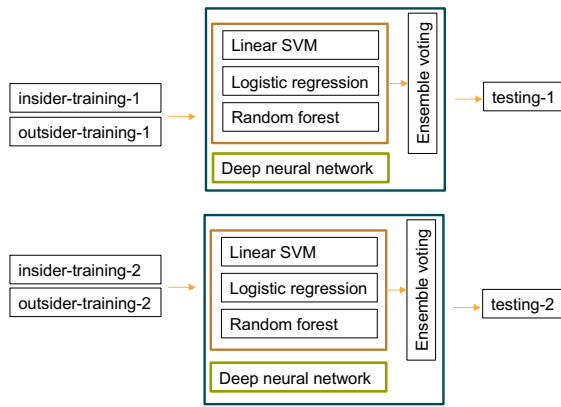 insider-training-1
outsider-training-1
Linear SVM
Logistic regression
Random forest
Deep neural network
Ensemble voting
testing-1
insider-training-2
outsider-training-2
Linear SVM
Logistic regression
Random forest
Deep neural network
Ensemble voting
testing-2